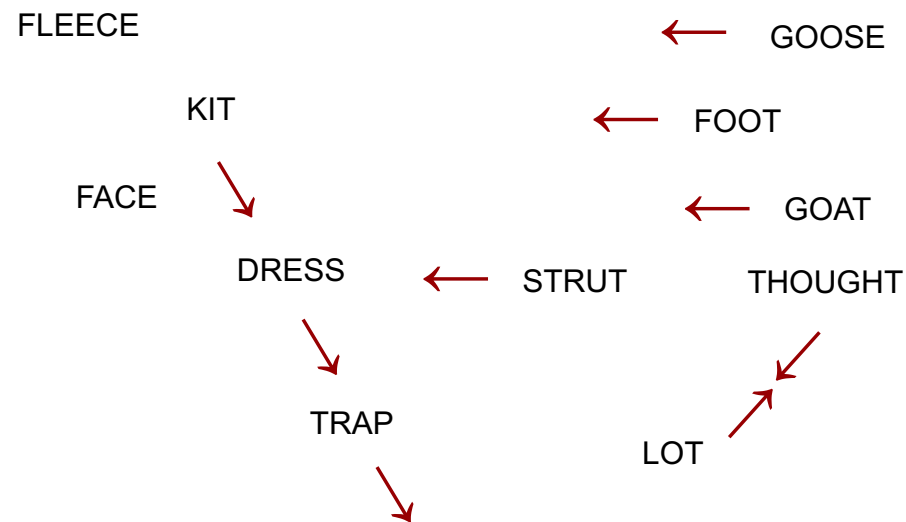 FLEECE
GOOSE
KIT
FOOT
FACE
GOAT
DRESS
STRUT
THOUGHT
TRAP
LOT